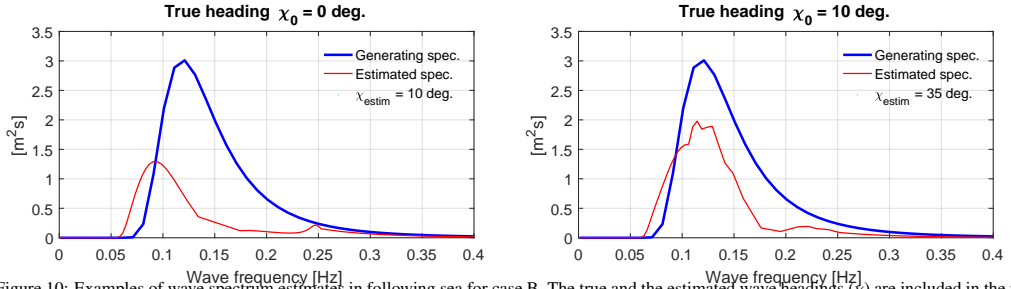 True heading χ0 = 0 deg.
3.5
3
2.5
2
1.5
1
0.5
0
[m2s]
Generating spec.
Estimated spec.
χestim = 10 deg.
0 0.05 0.1 0.15 0.2 0.25 0.3 0.35 0.4
Wave frequency [Hz]
True heading χ0 = 10 deg.
3.5
3
2.5
2
1.5
1
0.5
0
[m2s]
Generating spec.
Estimated spec.
χestim = 35 deg.
0 0.05 0.1 0.15 0.2 0.25 0.3 0.35 0.4
Wave frequency [Hz]
Figure 10: Examples of wave spectrum estimates in following sea for case B. The true and the estimated wave headings (χ) are included in the